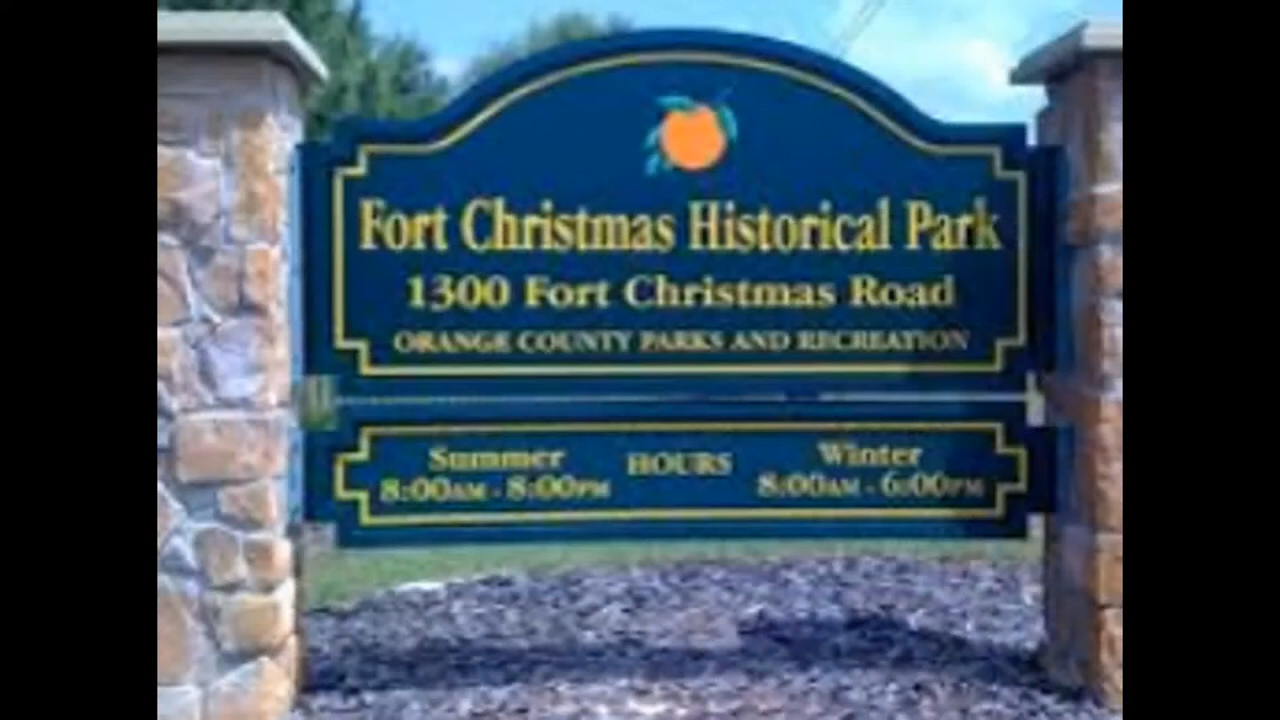 Fort Christmas Historical Park
1300 Fort Christmas Road
ORANGE COUNTY PARKS AND RECREATION
Summer
8:00AM - 8:00PM
HOURS
Winter
8:00AM - 6:00PM